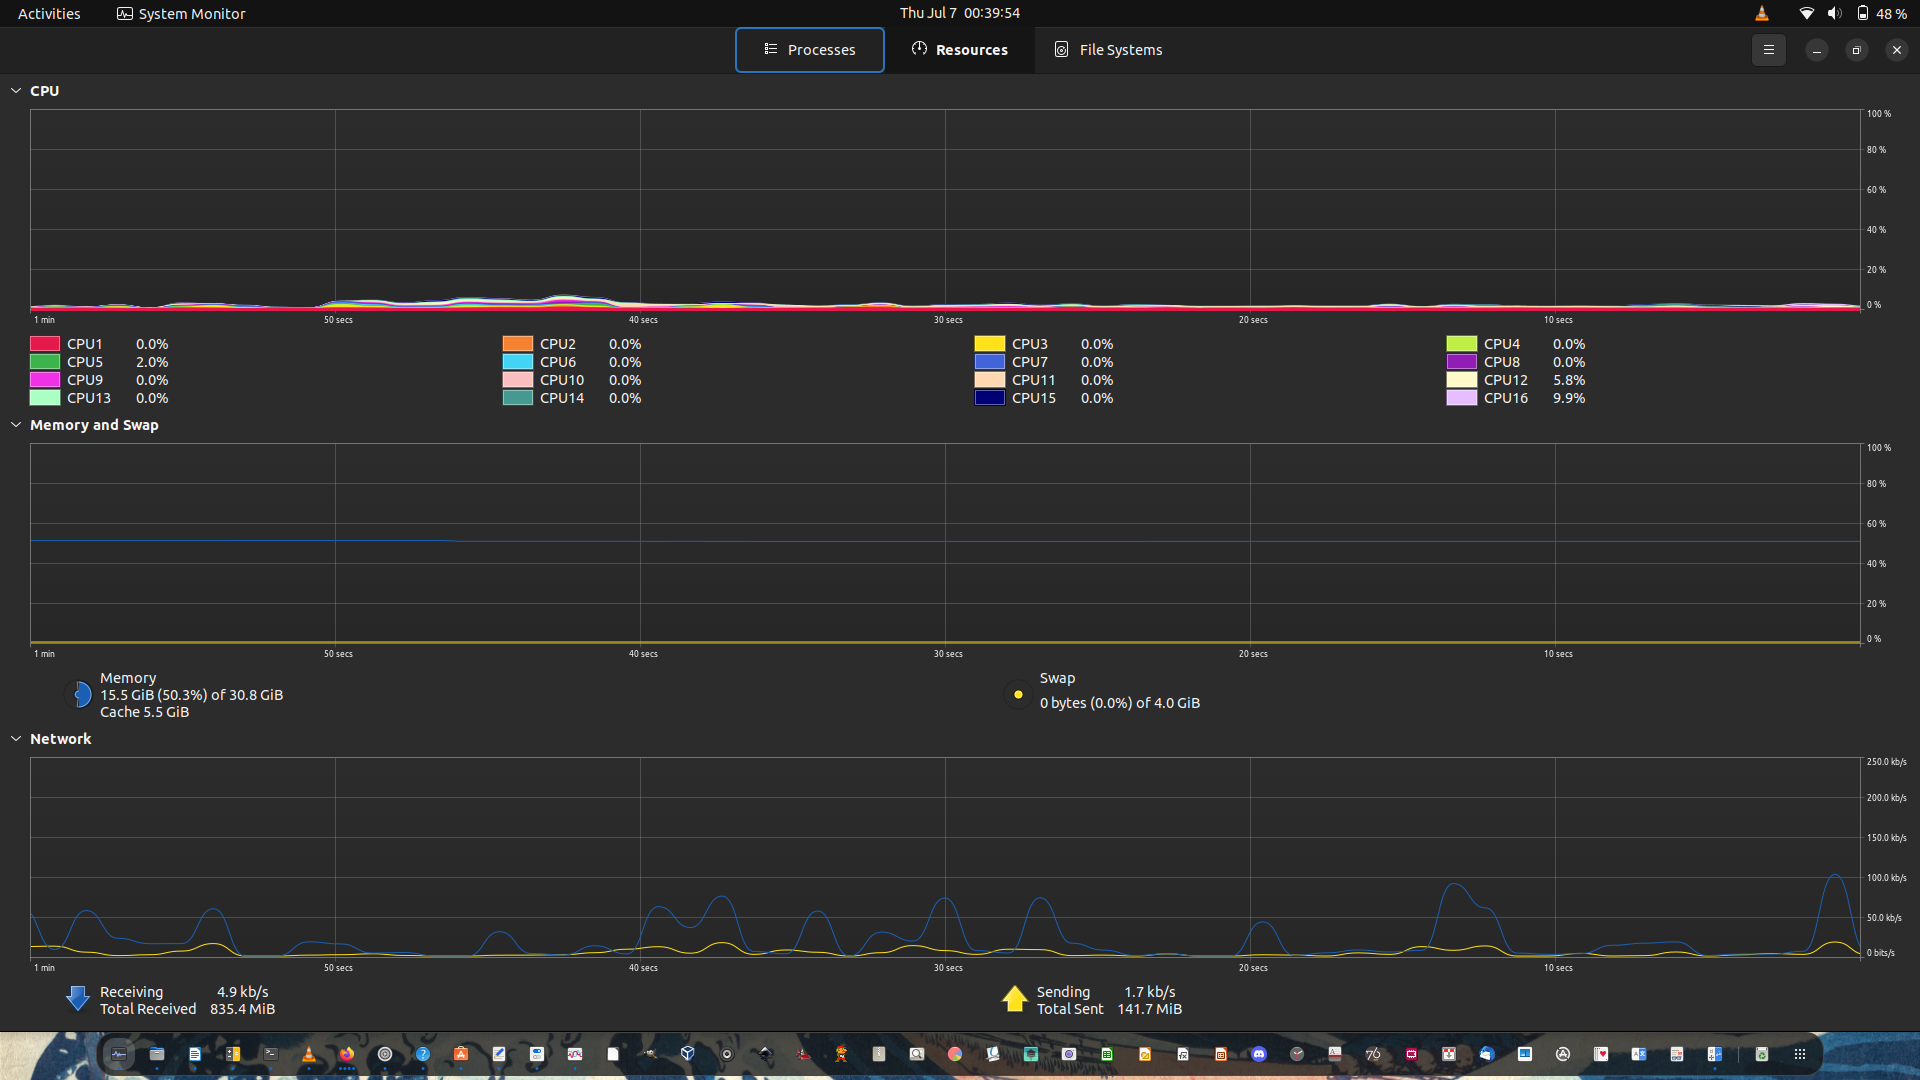 Activities System Monitor Thu Jul 7 00:39:54 48 %
Processes Resources File Systems
CPU
100 %
80 %
60 %
40 %
20 %
0 %
1 min 50 secs 40 secs 30 secs 20 secs 10 secs
CPU1 0.0% CPU2 0.0% CPU3 0.0% CPU4 0.0%
CPU5 2.0% CPU6 0.0% CPU7 0.0% CPU8 0.0%
CPU9 0.0% CPU10 0.0% CPU11 0.0% CPU12 5.8%
CPU13 0.0% CPU14 0.0% CPU15 0.0% CPU16 9.9%
Memory and Swap
100 %
80 %
60 %
40 %
20 %
0 %
1 min 50 secs 40 secs 30 secs 20 secs 10 secs
Memory
15.5 GiB (50.3%) of 30.8 GiB
Cache 5.5 GiB
Swap
0 bytes (0.0%) of 4.0 GiB
Network
250.0 kb/s
200.0 kb/s
150.0 kb/s
100.0 kb/s
50.0 kb/s
0 bits/s
1 min 50 secs 40 secs 30 secs 20 secs 10 secs
Receiving 4.9 kb/s
Total Received 835.4 MiB
Sending 1.7 kb/s
Total Sent 141.7 MiB
76